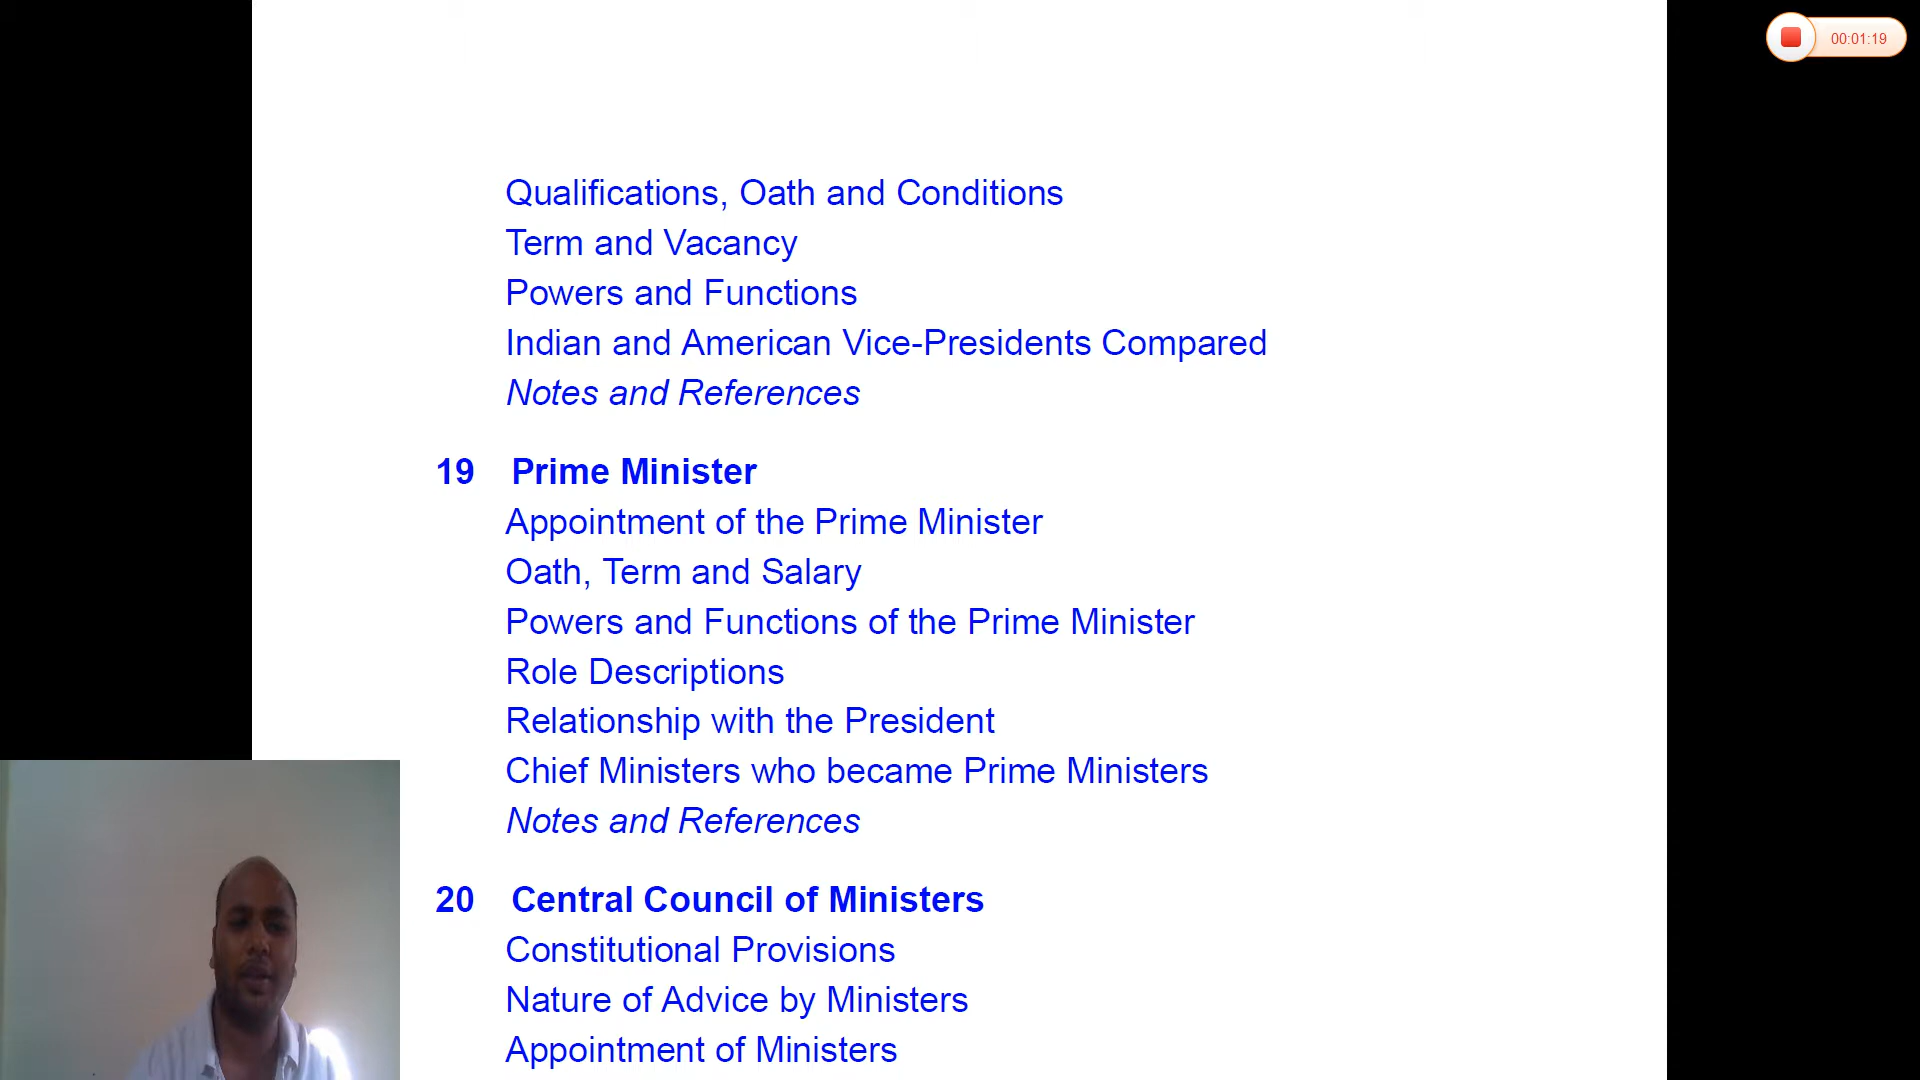 00:01:19
Qualifications, Oath and Conditions
Term and Vacancy
Powers and Functions
Indian and American Vice-Presidents Compared
Notes and References
19 Prime Minister
Appointment of the Prime Minister
Oath, Term and Salary
Powers and Functions of the Prime Minister
Role Descriptions
Relationship with the President
Chief Ministers who became Prime Ministers
Notes and References
20 Central Council of Ministers
Constitutional Provisions
Nature of Advice by Ministers
Appointment of Ministers